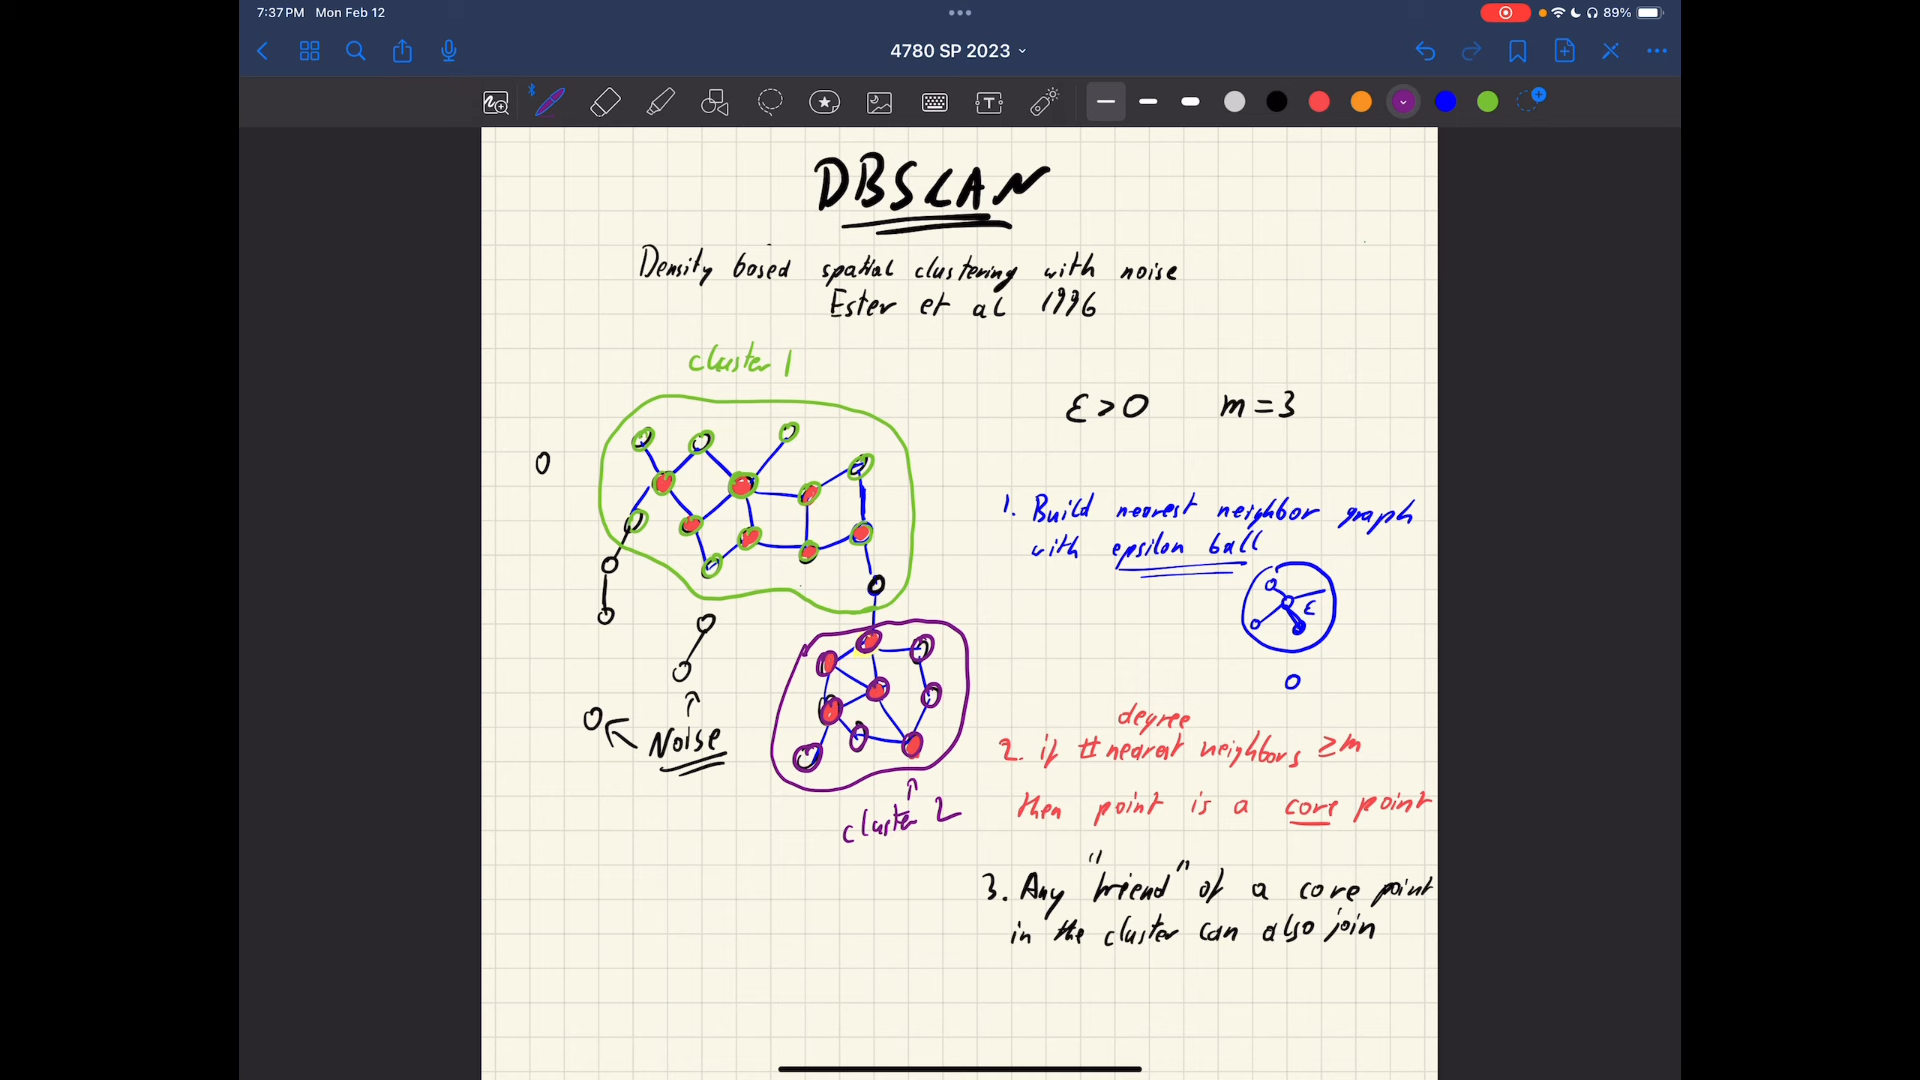 7:37 PM Mon Feb 12
89%
4780 SP 2023
DBSCAN
Density based spatial clustering with noise
Ester et al 1996
cluster 1
ε > 0 m = 3
1. Build nearest neighbor graph
with epsilon ball
ε
degree
2. if # nearest neighbors ≥ m
then point is a core point
Noise
cluster 2
3. Any "friend" of a core point
in the cluster can also join